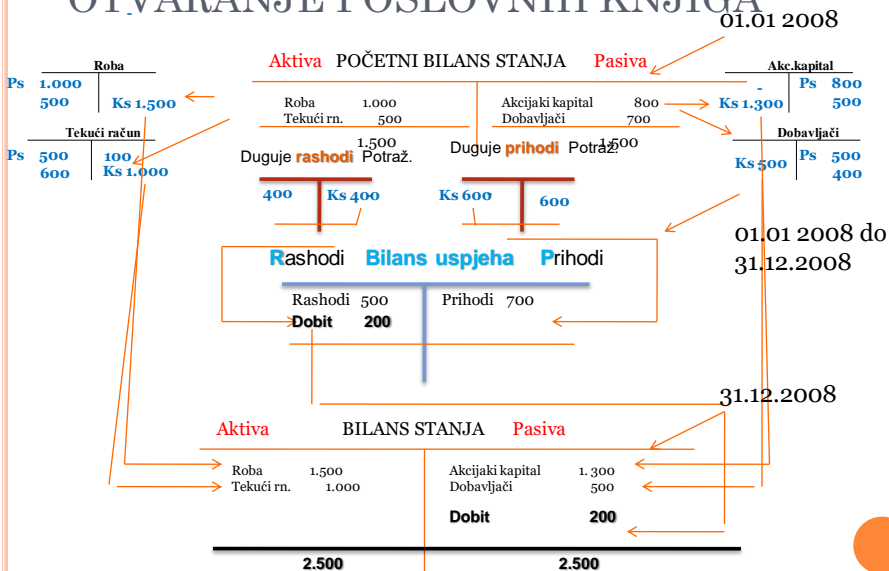 OTVARANJE POSLOVNIH KNJIGA
01.01 2008
Aktiva POČETNI BILANS STANJA Pasiva
Roba
Ps 1.000
500 Ks 1.500
Tekući račun
Ps 500 100
600 Ks 1.000
Roba 1.000
Tekući rn. 500
1.500
Akcijaki kapital 800
Dobavljači 700
1.500
Akc.kapital
Ps 800
Ks 1.300 500
Dobavljači
Ks 500 Ps 500
400
Duguje rashodi Potraž.
400 Ks 400
Duguje prihodi Potraž.
Ks 600 600
01.01 2008 do
31.12.2008
Rashodi Bilans uspjeha Prihodi
Rashodi 500 Prihodi 700
Dobit 200
31.12.2008
Aktiva BILANS STANJA Pasiva
Roba 1.500 Akcijaki kapital 1. 300
Tekući rn. 1.000 Dobavljači 500
Dobit 200
2.500 2.500